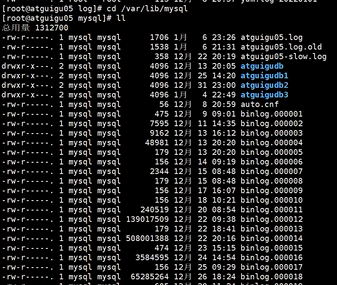 [root@atguigu05 log]# cd /var/lib/mysql
[root@atguigu05 mysql]# ll
总用量 1312700
-rw-r-----. 1 mysql mysql 1706 1月 6 23:26 atguigu05.log
-rw-r-----. 1 mysql mysql 1538 1月 6 21:31 atguigu05.log.old
-rw-r-----. 1 mysql mysql 358 12月 22 20:19 atguigu05-slow.log
drwxr-x---. 2 mysql mysql 4096 12月 13 20:05 atguigudb
drwxr-x---. 2 mysql mysql 4096 12月 25 14:20 atguigudb1
drwxr-x---. 2 mysql mysql 4096 12月 31 23:00 atguigudb2
drwxr-x---. 2 mysql mysql 4096 1月 4 22:49 atguigudb3
-rw-r-----. 1 mysql mysql 56 12月 8 20:59 auto.cnf
-rw-r-----. 1 mysql mysql 475 12月 9 09:01 binlog.000001
-rw-r-----. 1 mysql mysql 7595 12月 11 14:35 binlog.000002
-rw-r-----. 1 mysql mysql 9162 12月 13 16:12 binlog.000003
-rw-r-----. 1 mysql mysql 48981 12月 13 20:20 binlog.000004
-rw-r-----. 1 mysql mysql 179 12月 13 20:20 binlog.000005
-rw-r-----. 1 mysql mysql 156 12月 14 09:19 binlog.000006
-rw-r-----. 1 mysql mysql 2344 12月 15 08:48 binlog.000007
-rw-r-----. 1 mysql mysql 179 12月 15 08:48 binlog.000008
-rw-r-----. 1 mysql mysql 156 12月 17 16:07 binlog.000009
-rw-r-----. 1 mysql mysql 156 12月 18 10:21 binlog.000010
-rw-r-----. 1 mysql mysql 240519 12月 20 08:54 binlog.000011
-rw-r-----. 1 mysql mysql 139017509 12月 22 09:38 binlog.000012
-rw-r-----. 1 mysql mysql 179 12月 22 18:41 binlog.000013
-rw-r-----. 1 mysql mysql 508001388 12月 22 20:16 binlog.000014
-rw-r-----. 1 mysql mysql 474 12月 23 15:15 binlog.000015
-rw-r-----. 1 mysql mysql 3584595 12月 24 14:54 binlog.000016
-rw-r-----. 1 mysql mysql 156 12月 25 09:29 binlog.000017
-rw-r-----. 1 mysql mysql 65285264 12月 26 18:24 binlog.000018